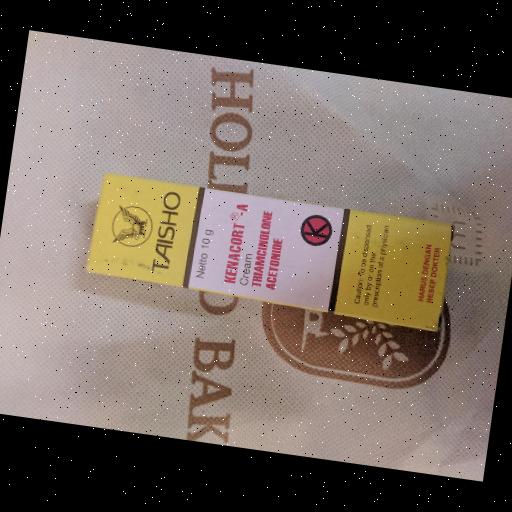 TAISHO
Netto 10 g
KENACORT®-A
Cream
TRIAMCINOLONE
ACETONIDE
K
Caution: To be dispensed
only by or on the
prescription of a physician
HARUS DENGAN
RESEP DOKTER
HOLL
D BAK